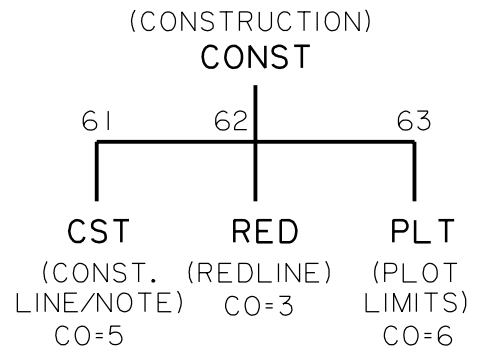 (CONSTRUCTION)
CONST
61 62 63
CST RED PLT
(CONST. (REDLINE) (PLOT
LINE/NOTE) CO=3 LIMITS)
CO=5 CO=6